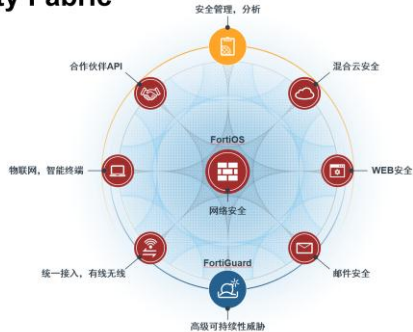 ty Fabric
安全管理，分析
合作伙伴API
混合云安全
FortiOS
物联网，智能终端
WEB安全
网络安全
统一接入，有线无线
FortiGuard
邮件安全
高级可持续性威胁